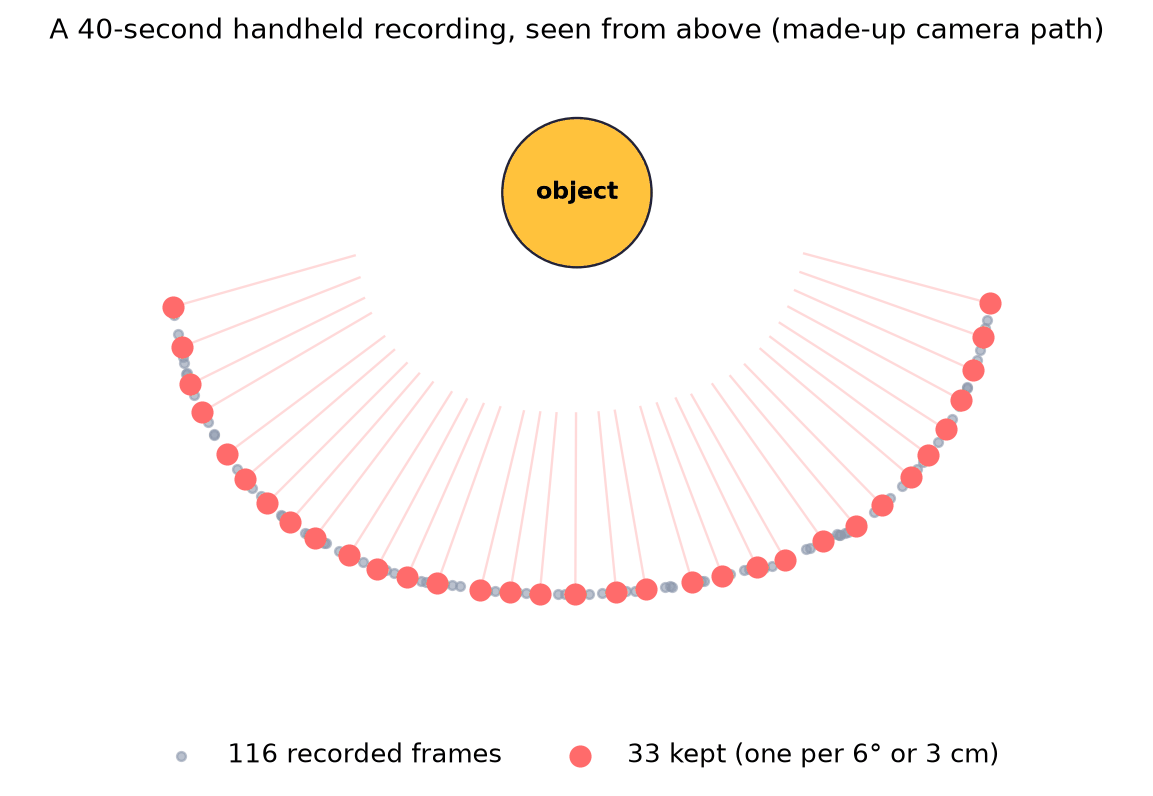 A 40-second handheld recording, seen from above (made-up camera path)
object
116 recorded frames
33 kept (one per 6° or 3 cm)